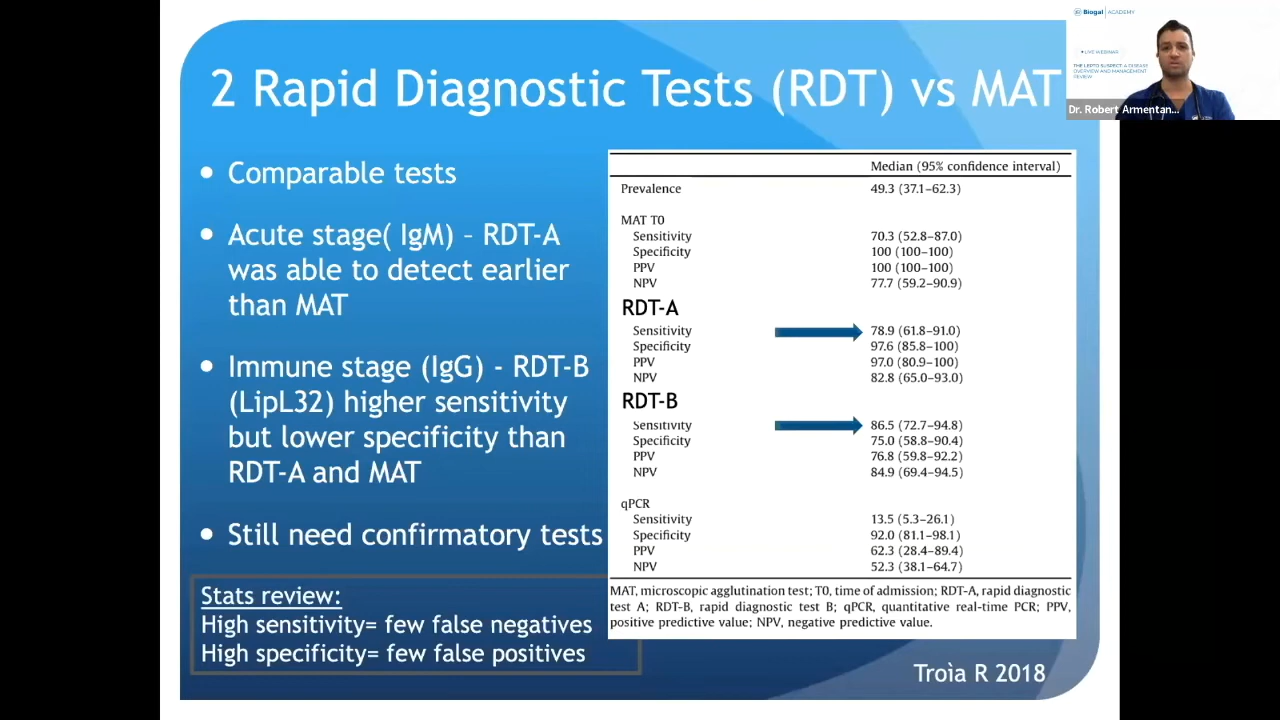 2 Rapid Diagnostic Tests (RDT) vs MAT
Biogal ACADEMY
LIVE WEBINAR
THE LEPTO SUSPECT: A DISEASE
OVERVIEW AND MANAGEMENT
REVIEW
Dr. Robert Armentan...
Comparable tests
Acute stage( IgM) – RDT-A
was able to detect earlier
than MAT
Immune stage (IgG) - RDT-B
(LipL32) higher sensitivity
but lower specificity than
RDT-A and MAT
Still need confirmatory tests
Stats review:
High sensitivity= few false negatives
High specificity= few false positives
Median (95% confidence interval)
Prevalence 49.3 (37.1–62.3)
MAT T0
Sensitivity 70.3 (52.8–87.0)
Specificity 100 (100–100)
PPV 100 (100–100)
NPV 77.7 (59.2–90.9)
RDT-A
Sensitivity 78.9 (61.8–91.0)
Specificity 97.6 (85.8–100)
PPV 97.0 (80.9–100)
NPV 82.8 (65.0–93.0)
RDT-B
Sensitivity 86.5 (72.7–94.8)
Specificity 75.0 (58.8–90.4)
PPV 76.8 (59.8–92.2)
NPV 84.9 (69.4–94.5)
qPCR
Sensitivity 13.5 (5.3–26.1)
Specificity 92.0 (81.1–98.1)
PPV 62.3 (28.4–89.4)
NPV 52.3 (38.1–64.7)
MAT, microscopic agglutination test; T0, time of admission; RDT-A, rapid diagnostic
test A; RDT-B, rapid diagnostic test B; qPCR, quantitative real-time PCR; PPV,
positive predictive value; NPV, negative predictive value.
Troìa R 2018